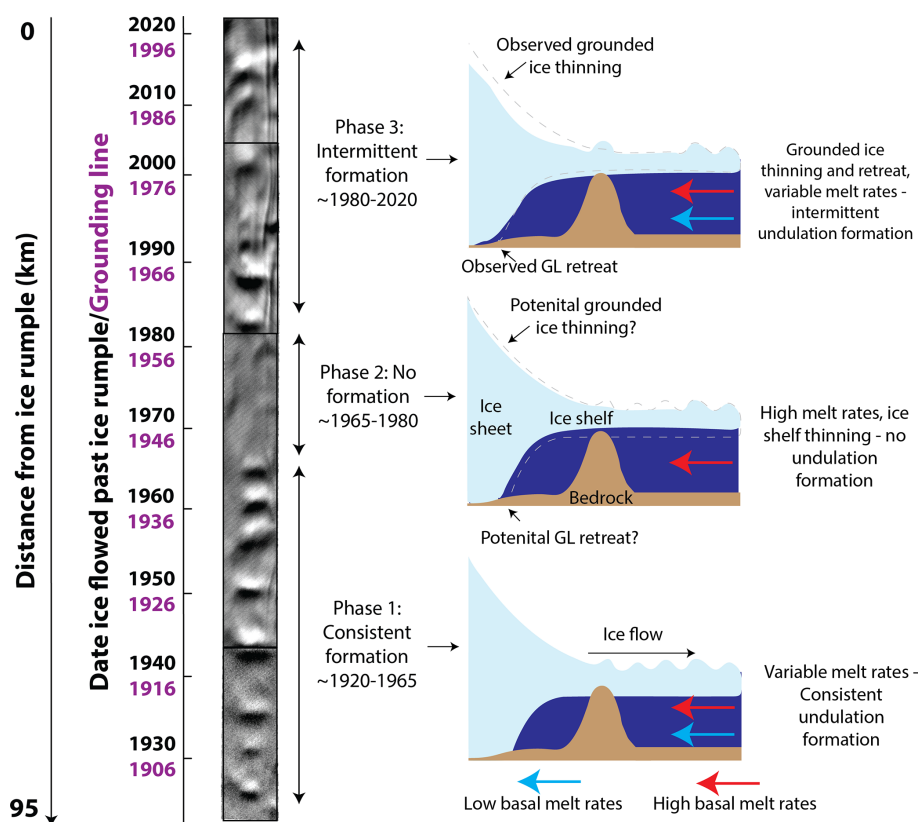 0
95
Distance from ice rumple (km)
Date ice flowed past ice rumple/Grounding line
2020
1996
2010
1986
2000
1976
1990
1966
1980
1956
1970
1946
1960
1936
1950
1926
1940
1916
1930
1906
Phase 3:
Intermittent
formation
~1980-2020
Observed grounded
ice thinning
Observed GL retreat
Grounded ice
thinning and retreat,
variable melt rates -
intermittent
undulation formation
Phase 2: No
formation
~1965-1980
Potenital grounded
ice thinning?
Ice
sheet
Ice shelf
Bedrock
Potenital GL retreat?
High melt rates, ice
shelf thinning - no
undulation
formation
Phase 1:
Consistent
formation
~1920-1965
Ice flow
Variable melt rates -
Consistent
undulation
formation
Low basal melt rates
High basal melt rates